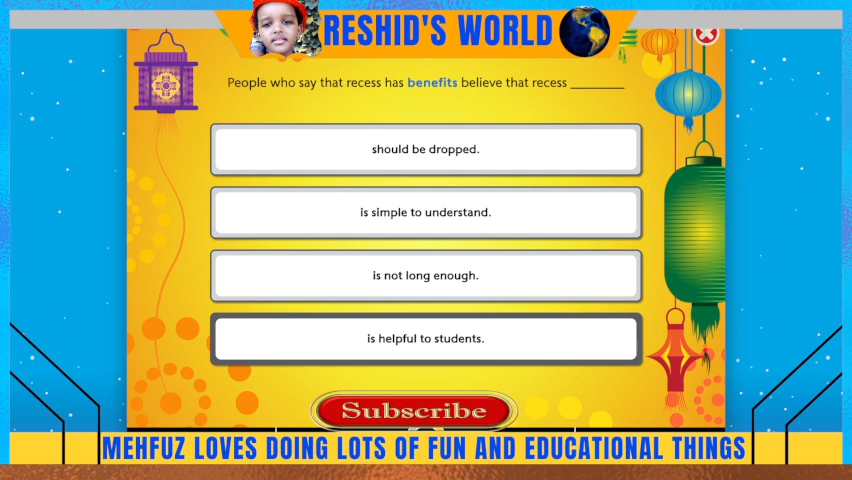 RESHID'S WORLD
People who say that recess has benefits believe that recess ________
should be dropped.
is simple to understand.
is not long enough.
is helpful to students.
Subscribe
MEHFUZ LOVES DOING LOTS OF FUN AND EDUCATIONAL THINGS